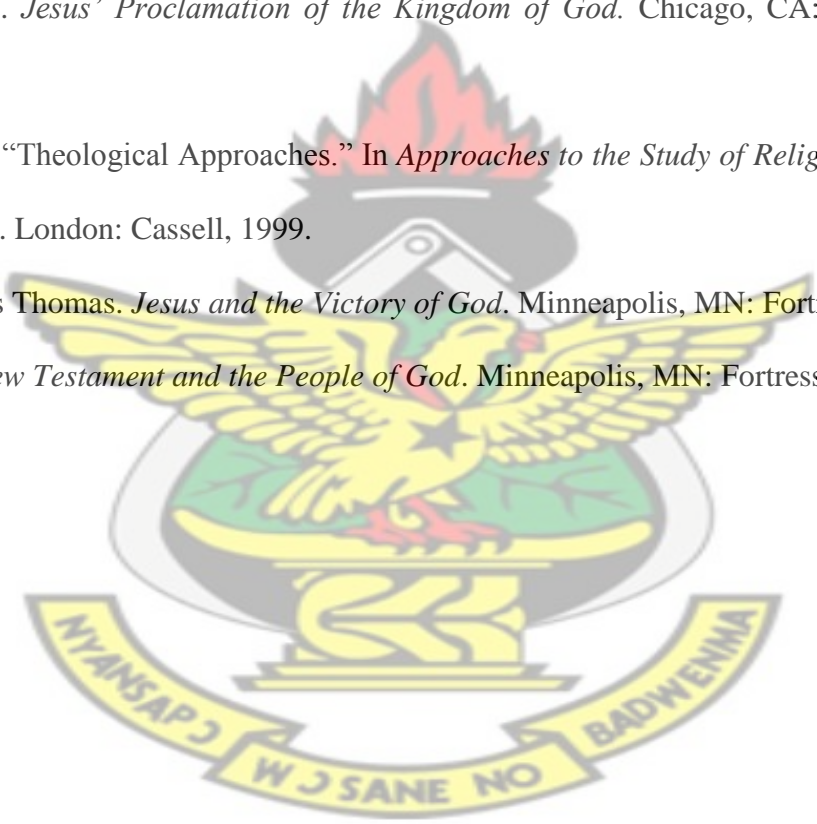 . Jesus’ Proclamation of the Kingdom of God. Chicago, CA:
“Theological Approaches.” In Approaches to the Study of Relig
. London: Cassell, 1999.
s Thomas. Jesus and the Victory of God. Minneapolis, MN: Fort
ew Testament and the People of God. Minneapolis, MN: Fortress
NYANSAPƆ WƆSANE NO BADWENMA